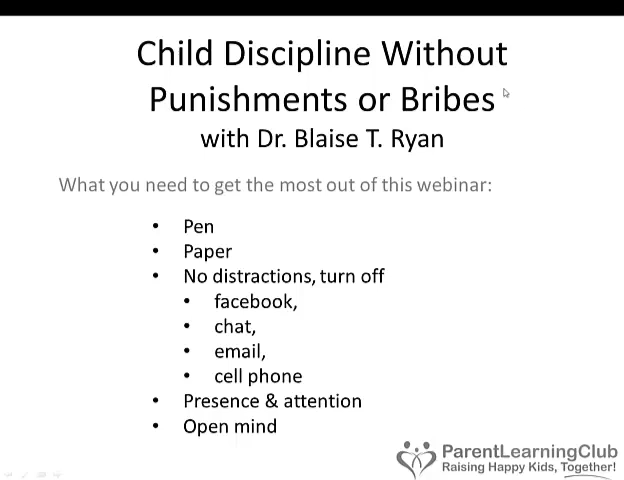 Child Discipline Without
Punishments or Bribes
with Dr. Blaise T. Ryan
What you need to get the most out of this webinar:
• Pen
• Paper
• No distractions, turn off
• facebook,
• chat,
• email,
• cell phone
• Presence & attention
• Open mind
ParentLearningClub
Raising Happy Kids, Together!